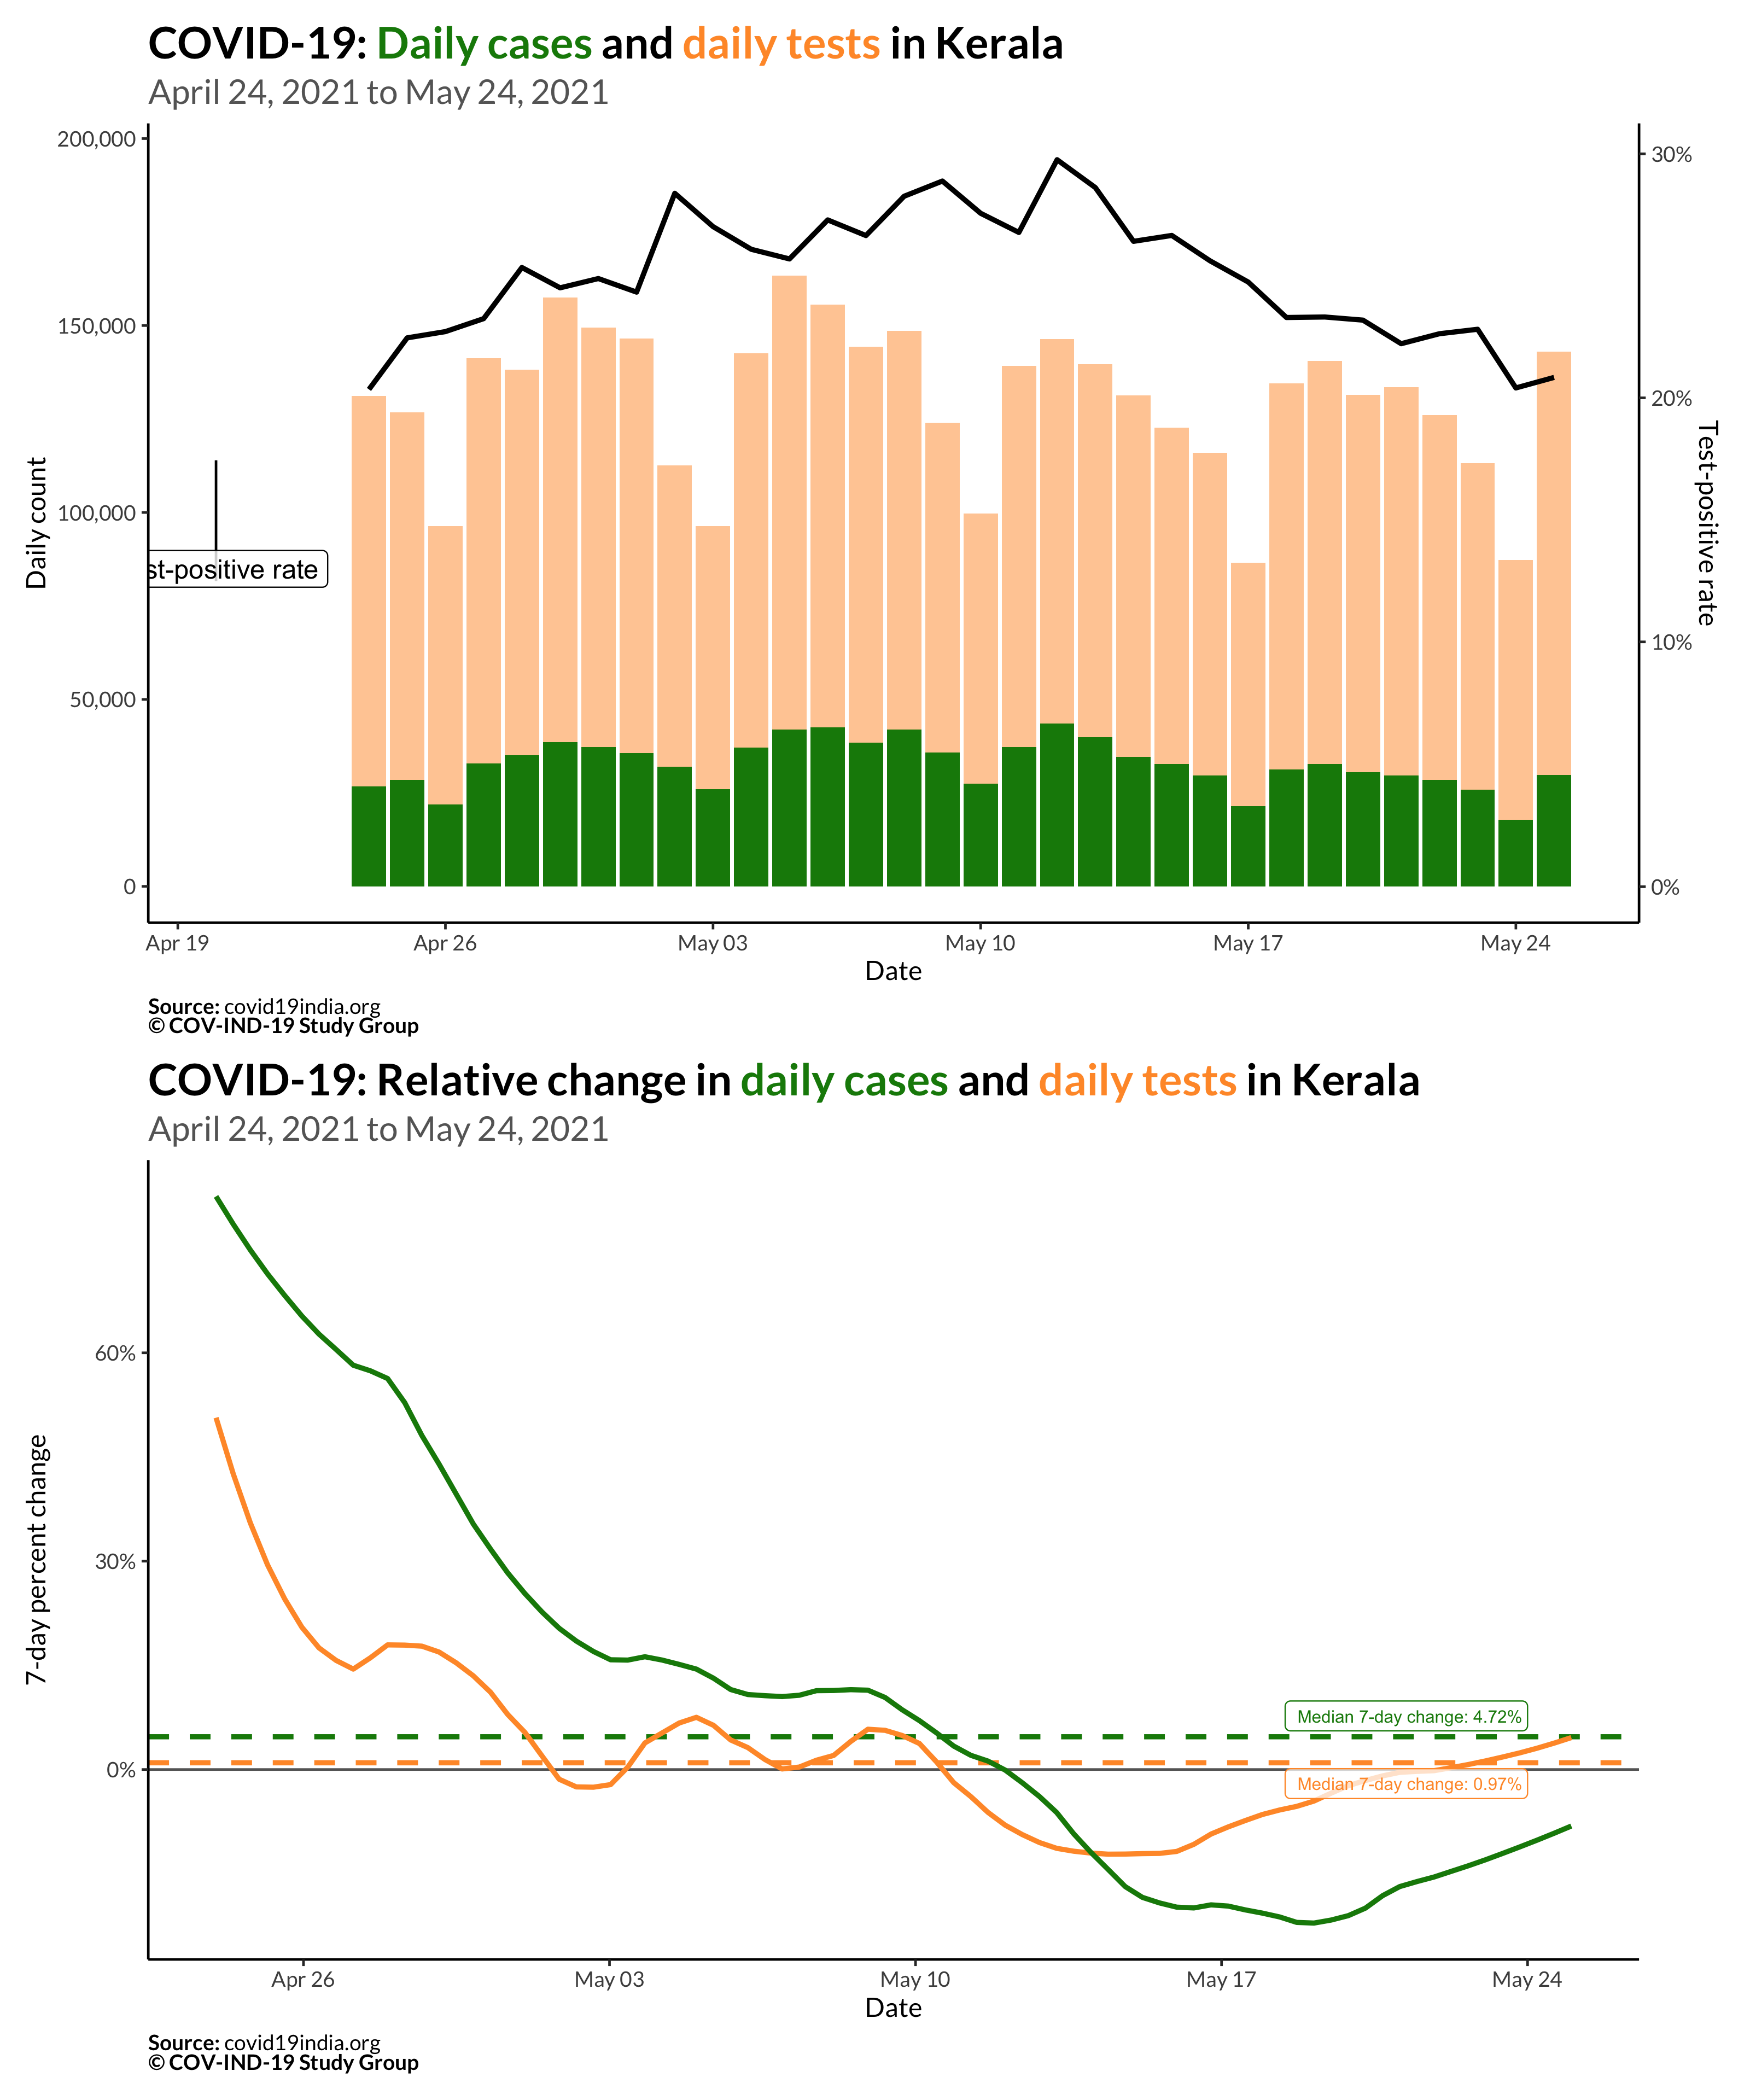 COVID-19: Daily cases and daily tests in Kerala
April 24, 2021 to May 24, 2021
200,000
150,000
100,000
50,000
0
Daily count
30%
20%
10%
0%
Test-positive rate
st-positive rate
Apr 19
Apr 26
May 03
May 10
May 17
May 24
Date
Source: covid19india.org
© COV-IND-19 Study Group
COVID-19: Relative change in daily cases and daily tests in Kerala
April 24, 2021 to May 24, 2021
60%
30%
0%
7-day percent change
Median 7-day change: 4.72%
Median 7-day change: 0.97%
Apr 26
May 03
May 10
May 17
May 24
Date
Source: covid19india.org
© COV-IND-19 Study Group